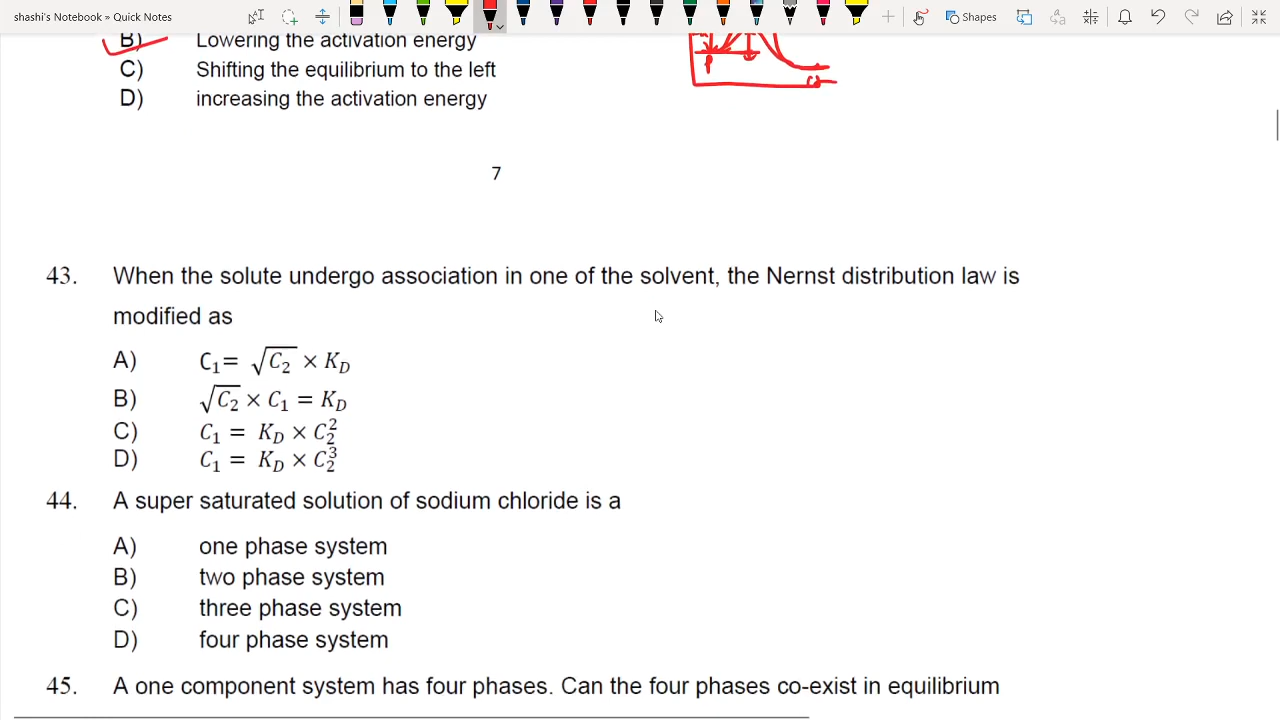 shashi's Notebook » Quick Notes
Shapes
B) Lowering the activation energy
C) Shifting the equilibrium to the left
D) increasing the activation energy
P
7
43. When the solute undergo association in one of the solvent, the Nernst distribution law is
modified as
A) C₁= √C₂ × K_D
B) √C₂ × C₁ = K_D
C) C₁ = K_D × C₂²
D) C₁ = K_D × C₂³
44. A super saturated solution of sodium chloride is a
A) one phase system
B) two phase system
C) three phase system
D) four phase system
45. A one component system has four phases. Can the four phases co-exist in equilibrium